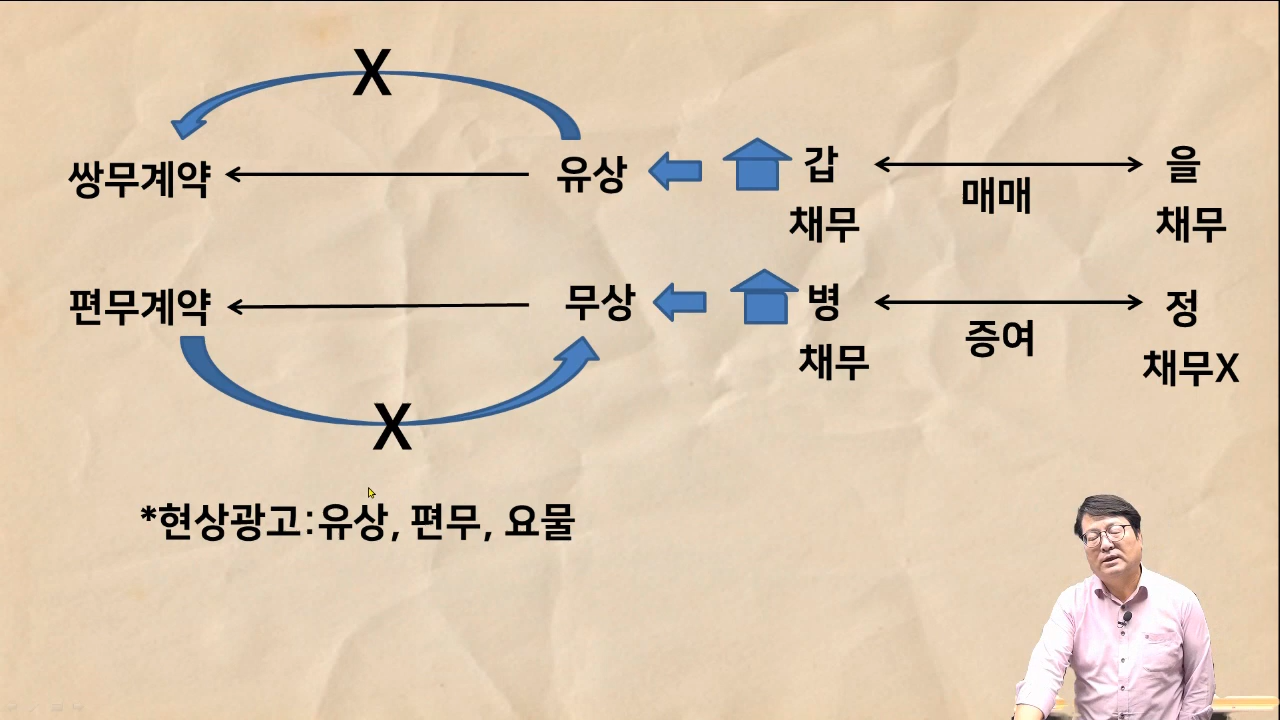 X
쌍무계약 유상 갑 매매 을
채무 채무
편무계약 무상 병 증여 정
채무 채무X
X
*현상광고:유상, 편무, 요물